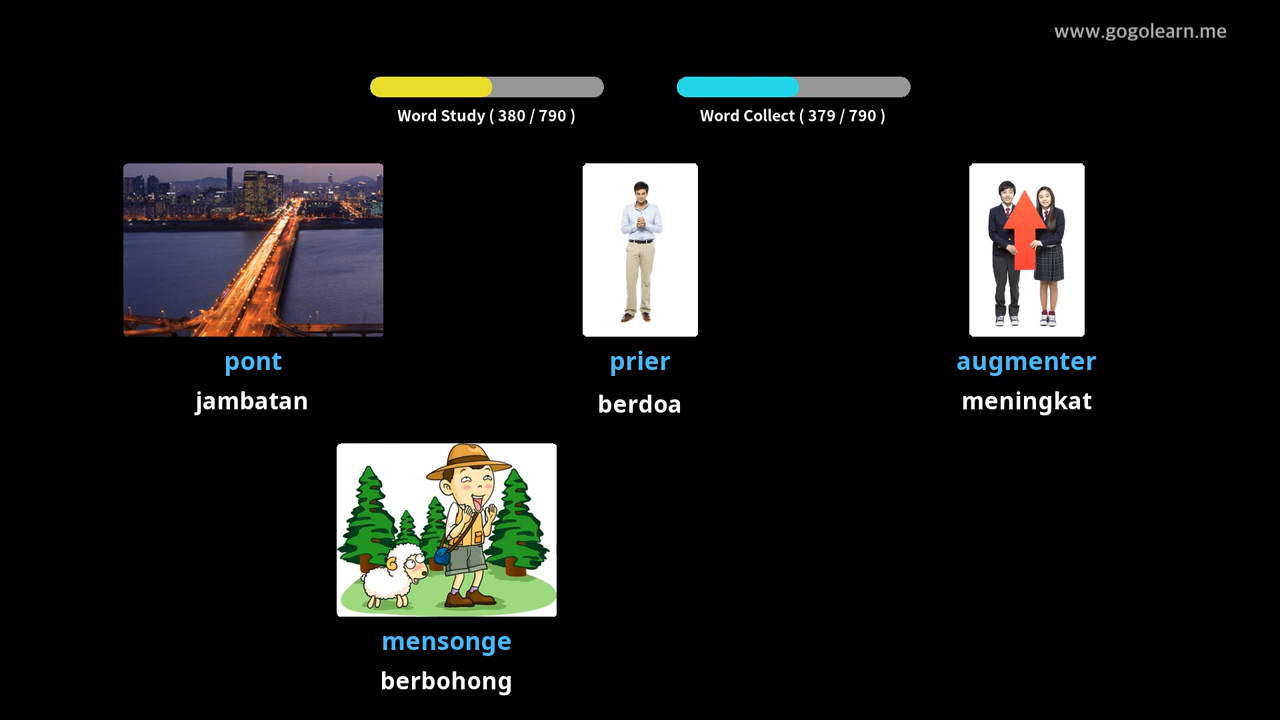 www.gogolearn.me
Word Study ( 380 / 790 )
Word Collect ( 379 / 790 )
pont
prier
augmenter
jambatan
berdoa
meningkat
mensonge
berbohong